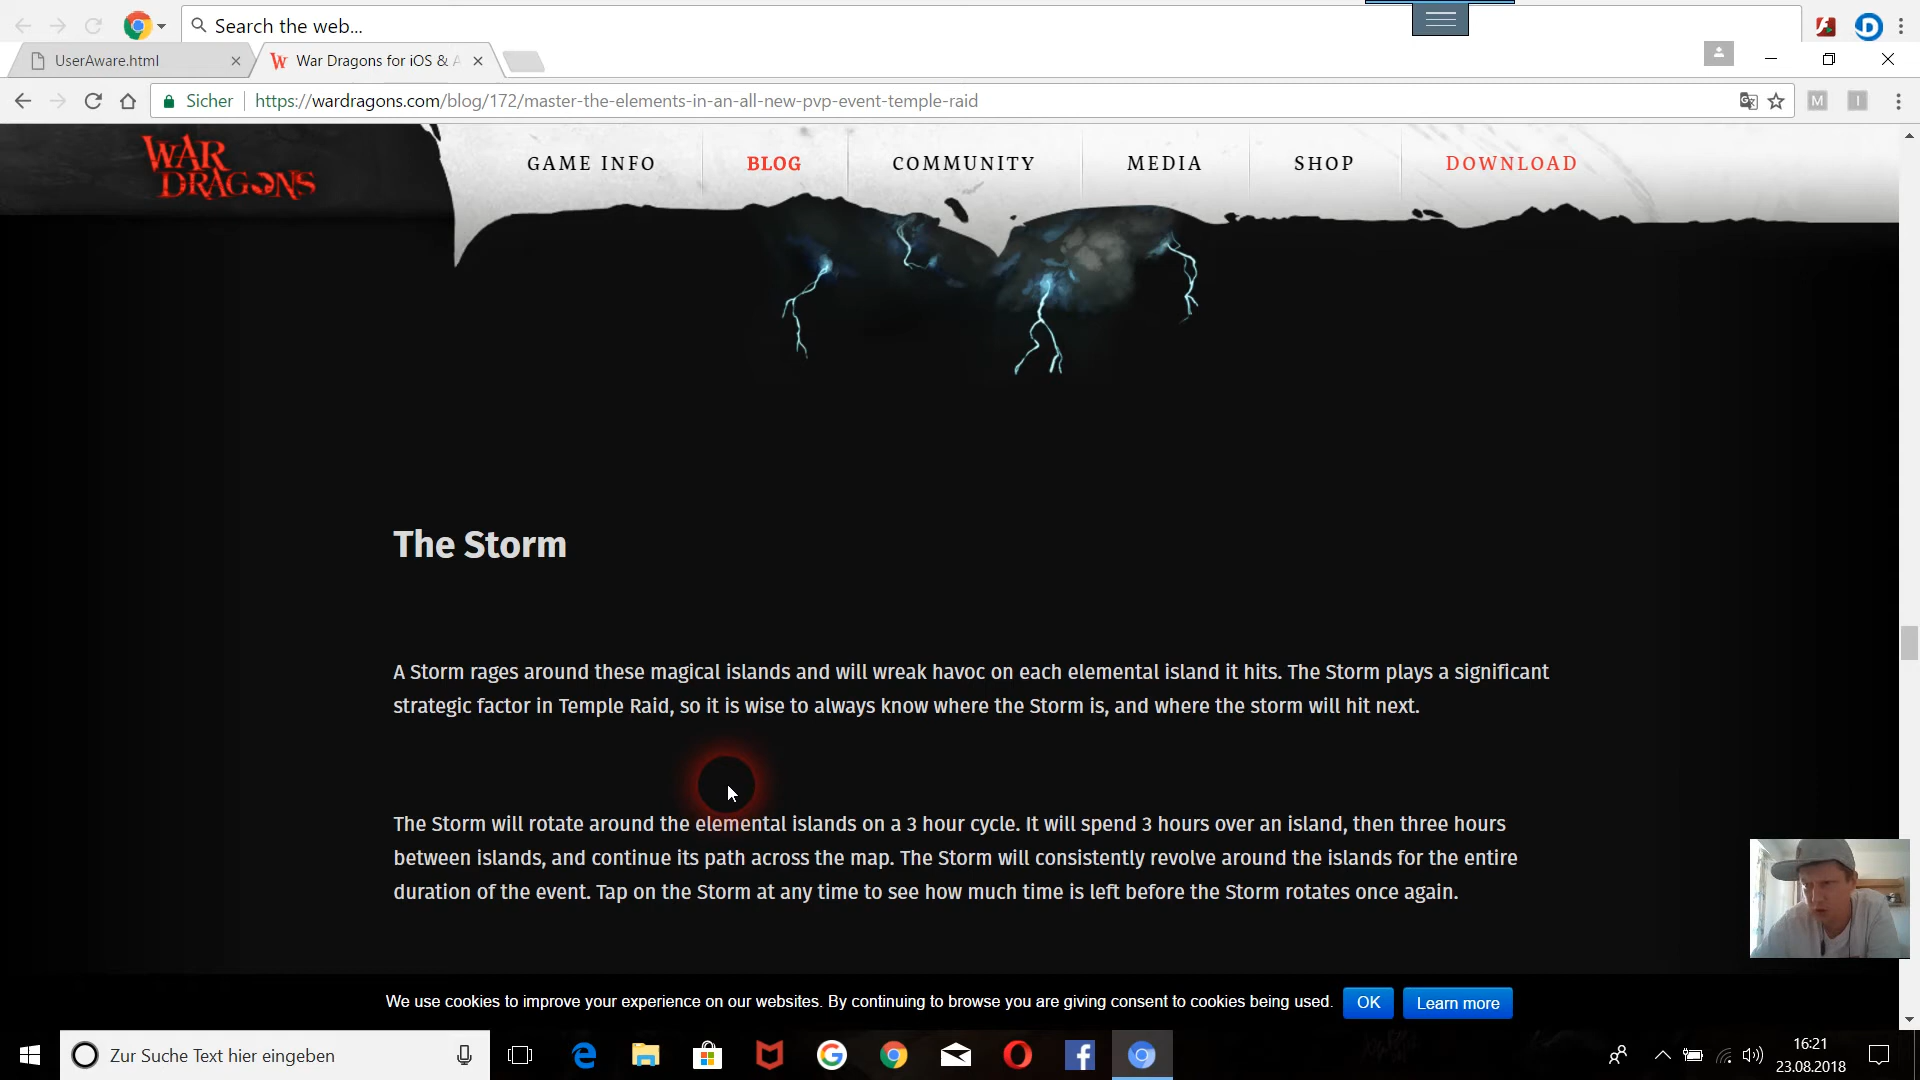 Search the web...
UserAware.html
War Dragons for iOS & A
Sicher
https://wardragons.com/blog/172/master-the-elements-in-an-all-new-pvp-event-temple-raid
M
I
WAR
DRAGONS
GAME INFO
BLOG
COMMUNITY
MEDIA
SHOP
DOWNLOAD
The Storm
A Storm rages around these magical islands and will wreak havoc on each elemental island it hits. The Storm plays a significant
strategic factor in Temple Raid, so it is wise to always know where the Storm is, and where the storm will hit next.
The Storm will rotate around the elemental islands on a 3 hour cycle. It will spend 3 hours over an island, then three hours
between islands, and continue its path across the map. The Storm will consistently revolve around the islands for the entire
duration of the event. Tap on the Storm at any time to see how much time is left before the Storm rotates once again.
We use cookies to improve your experience on our websites. By continuing to browse you are giving consent to cookies being used.
OK
Learn more
Zur Suche Text hier eingeben
16:21
23.08.2018